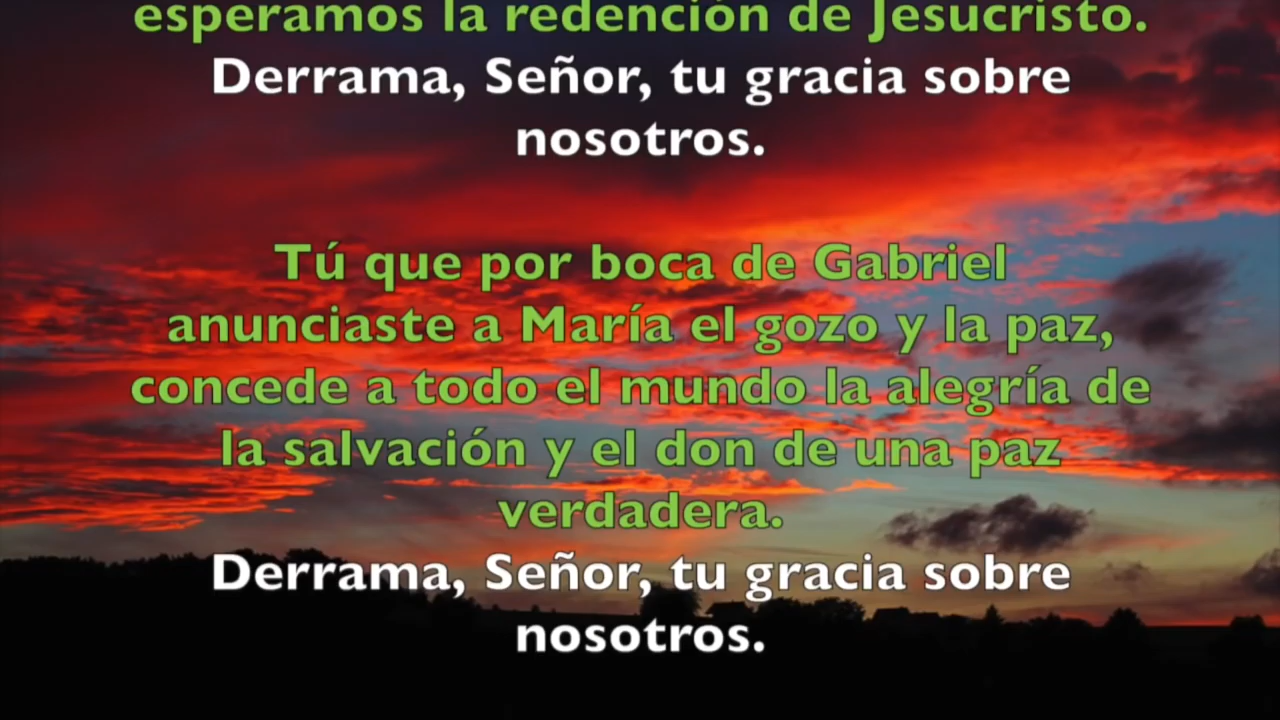 esperamos la redención de Jesucristo.
Derrama, Señor, tu gracia sobre
nosotros.
Tú que por boca de Gabriel
anunciaste a María el gozo y la paz,
concede a todo el mundo la alegría de
la salvación y el don de una paz
verdadera.
Derrama, Señor, tu gracia sobre
nosotros.